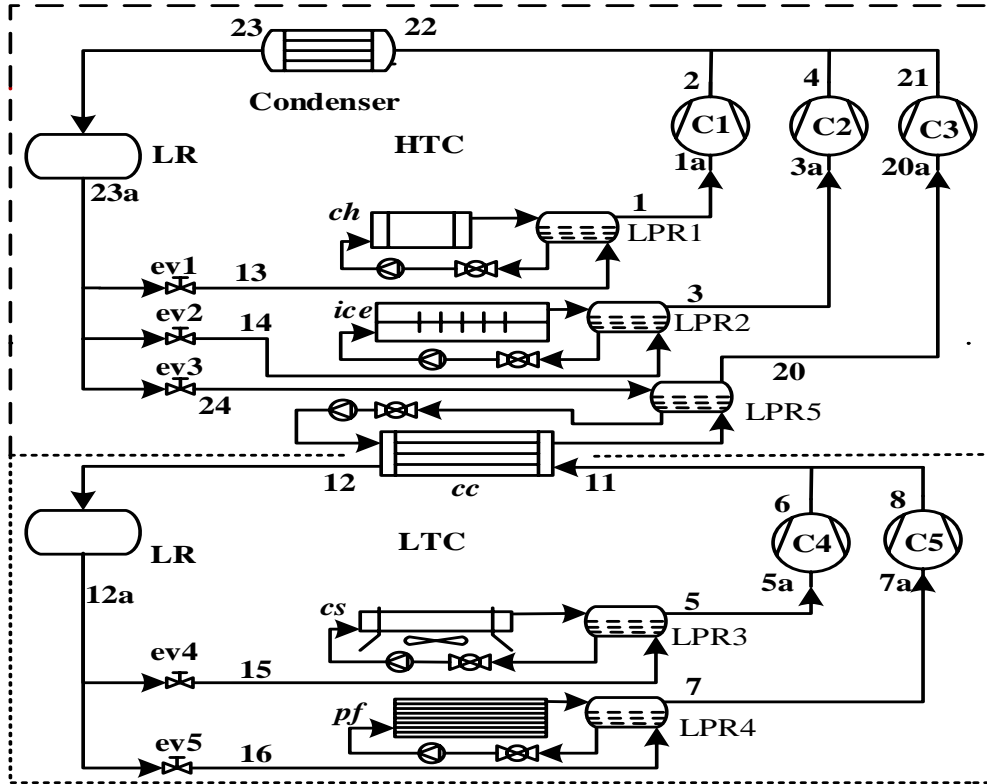 23
22
2
4
21
Condenser
C1
C2
C3
LR
HTC
1a
3a
20a
23a
ch
1
LPR1
ev1
13
ice
3
LPR2
ev2
14
ev3
20
24
LPR5
12
cc
11
6
8
LR
LTC
C4
C5
5a
7a
12a
cs
5
LPR3
ev4
15
pf
7
LPR4
ev5
16